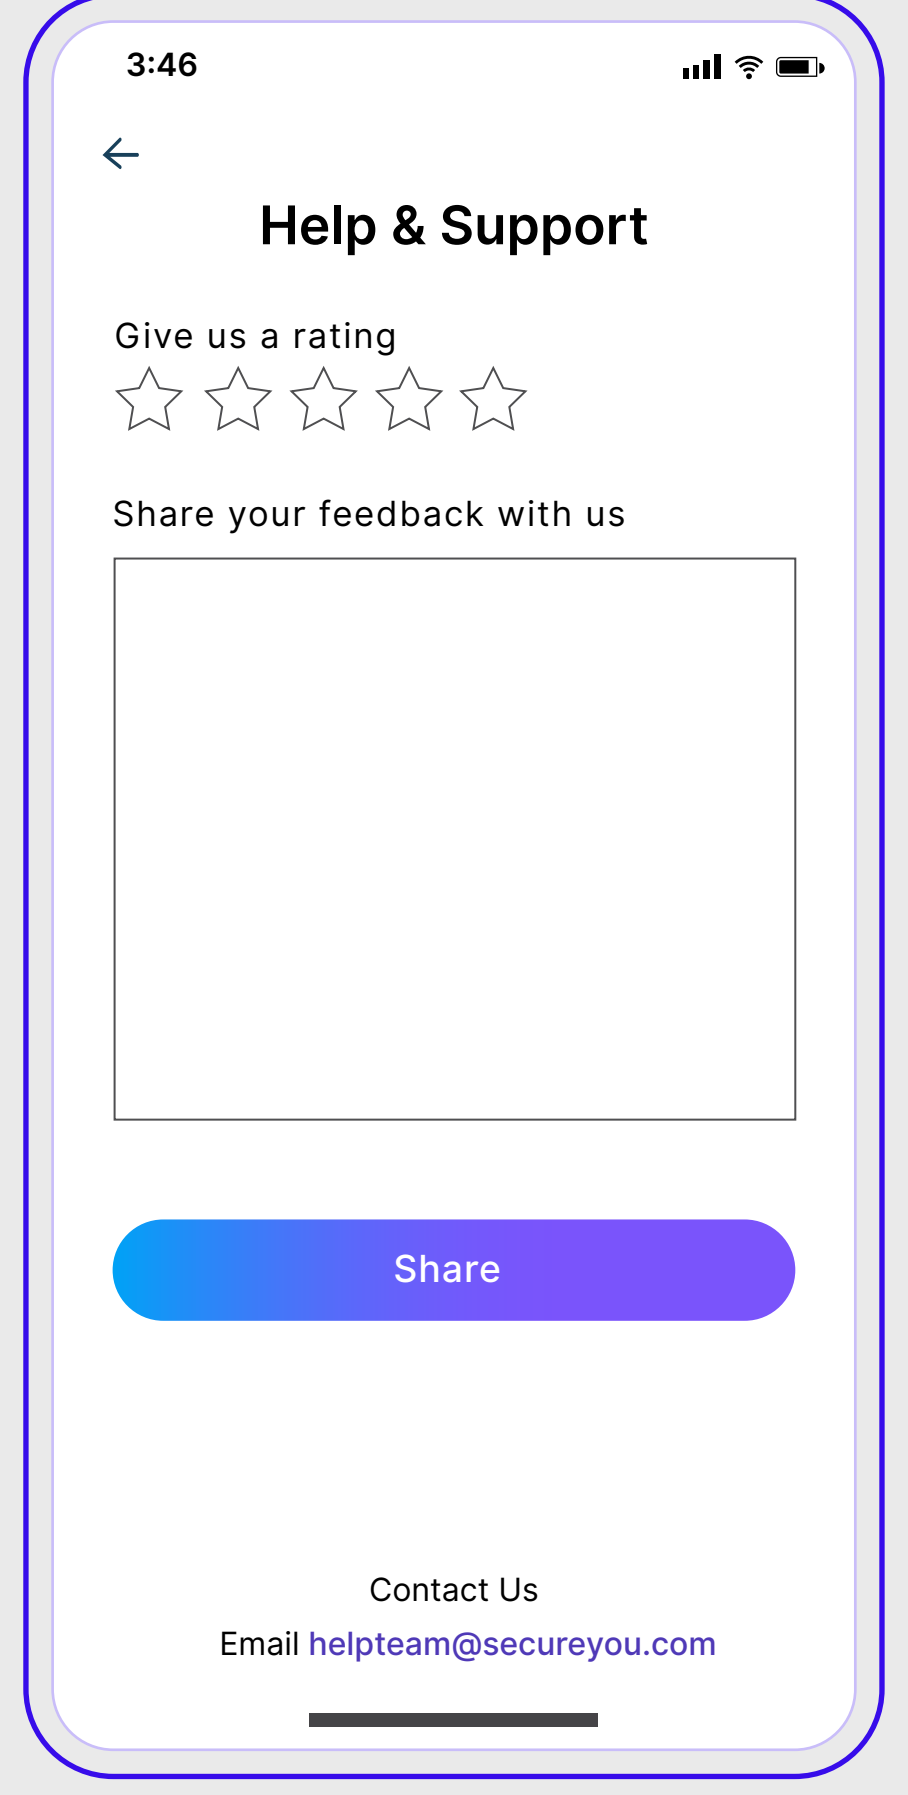 3:46
Help & Support
Give us a rating
Share your feedback with us
Share
Contact Us
Email helpteam@secureyou.com